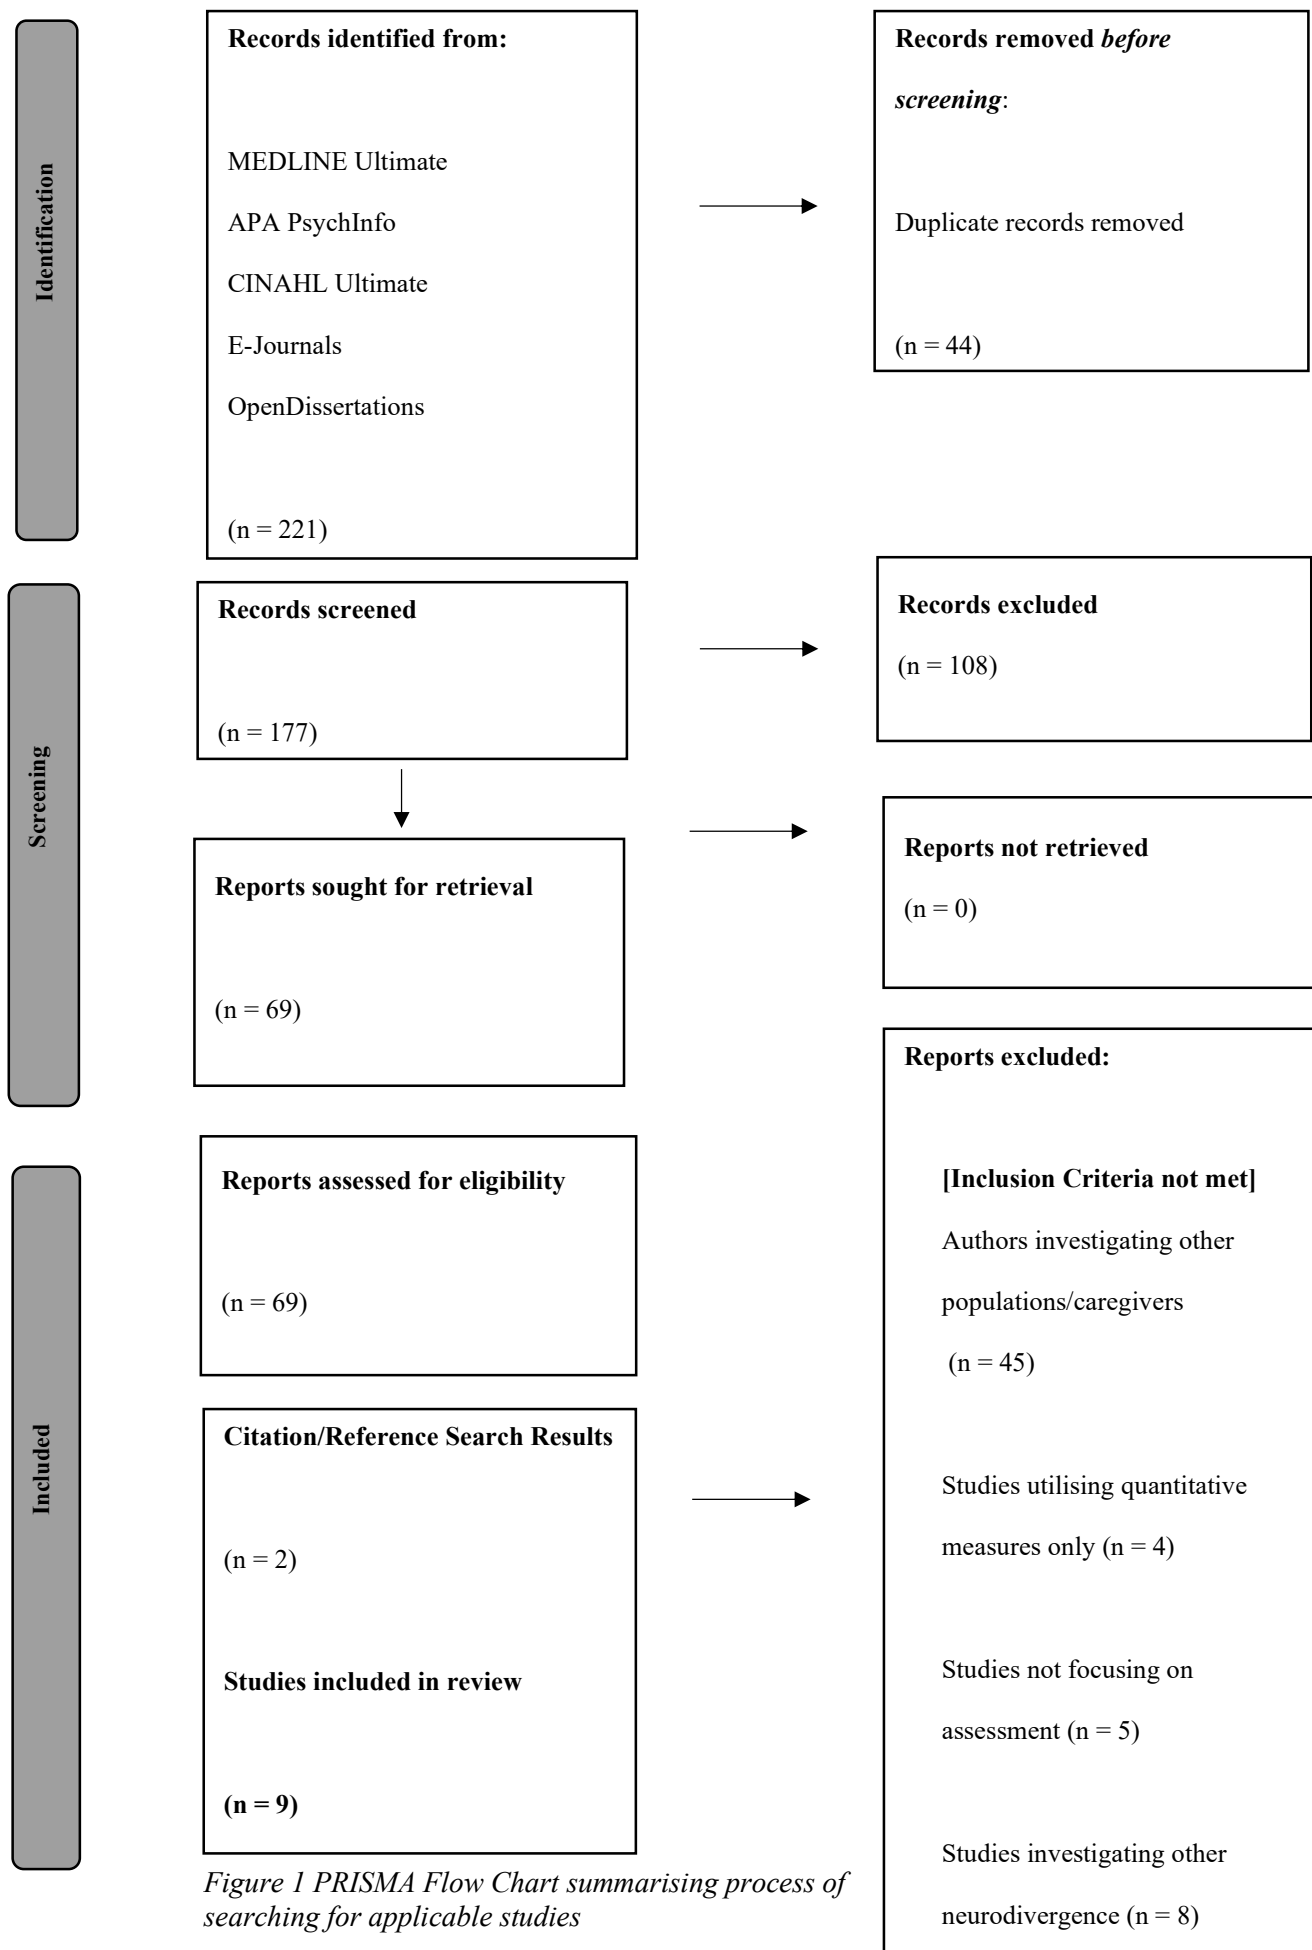 Identification
Records identified from:
MEDLINE Ultimate
APA PsychInfo
CINAHL Ultimate
E-Journals
OpenDissertations
(n = 221)
Records removed before
screening:
Duplicate records removed
(n = 44)
Screening
Records screened
(n = 177)
Records excluded
(n = 108)
Reports sought for retrieval
(n = 69)
Reports not retrieved
(n = 0)
Included
Reports assessed for eligibility
(n = 69)
Citation/Reference Search Results
(n = 2)
Studies included in review
(n = 9)
Reports excluded:
[Inclusion Criteria not met]
Authors investigating other
populations/caregivers
(n = 45)
Studies utilising quantitative
measures only (n = 4)
Studies not focusing on
assessment (n = 5)
Studies investigating other
neurodivergence (n = 8)
Figure 1 PRISMA Flow Chart summarising process of
searching for applicable studies